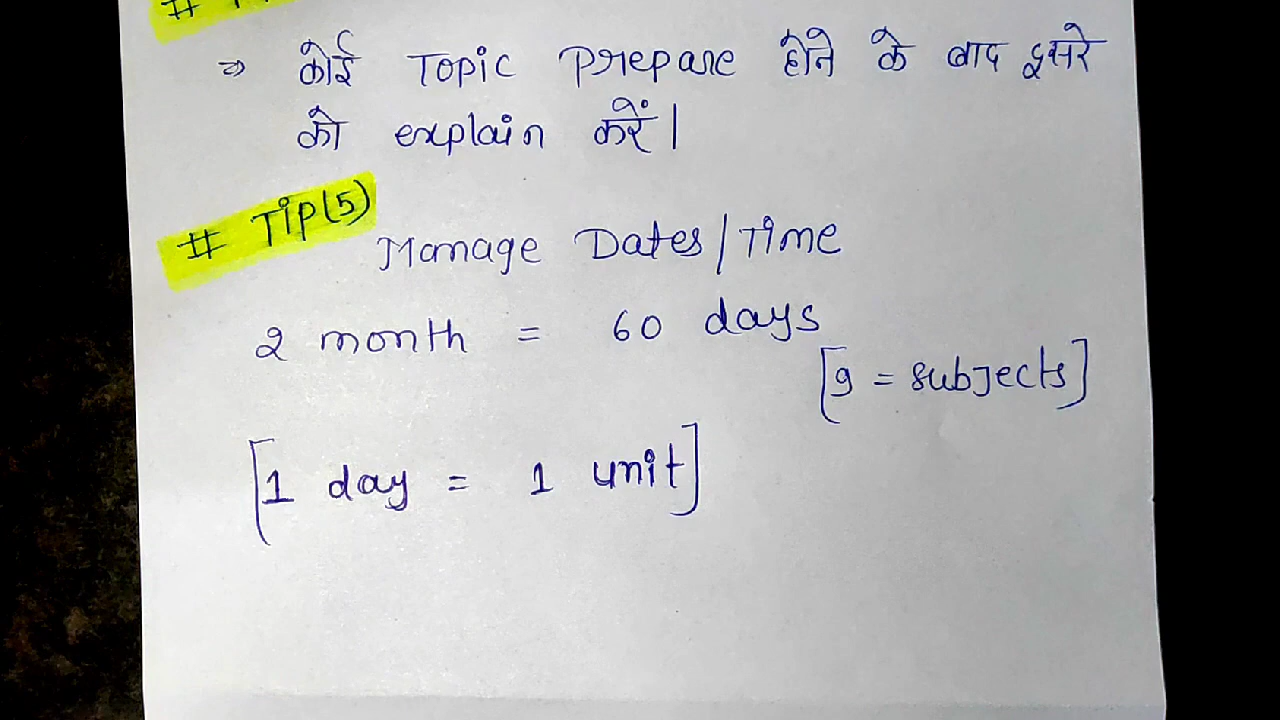 ⇒ कोई Topic Prepare होने के बाद दूसरे
को explain करें।
# Tip(5)
Manage Dates/Time
2 month = 60 days
[9 = subjects]
[1 day = 1 unit]